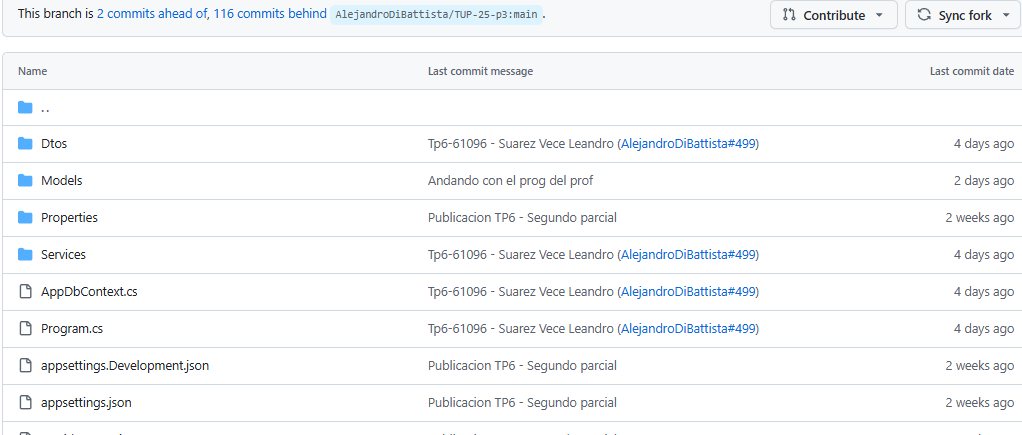 This branch is 2 commits ahead of, 116 commits behind AlejandroDiBattista/TUP-25-p3:main .
Contribute
Sync fork
Name Last commit message Last commit date
..
Dtos Tp6-61096 - Suarez Vece Leandro (AlejandroDiBattista#499) 4 days ago
Models Andando con el prog del prof 2 days ago
Properties Publicacion TP6 - Segundo parcial 2 weeks ago
Services Tp6-61096 - Suarez Vece Leandro (AlejandroDiBattista#499) 4 days ago
AppDbContext.cs Tp6-61096 - Suarez Vece Leandro (AlejandroDiBattista#499) 4 days ago
Program.cs Tp6-61096 - Suarez Vece Leandro (AlejandroDiBattista#499) 4 days ago
appsettings.Development.json Publicacion TP6 - Segundo parcial 2 weeks ago
appsettings.json Publicacion TP6 - Segundo parcial 2 weeks ago